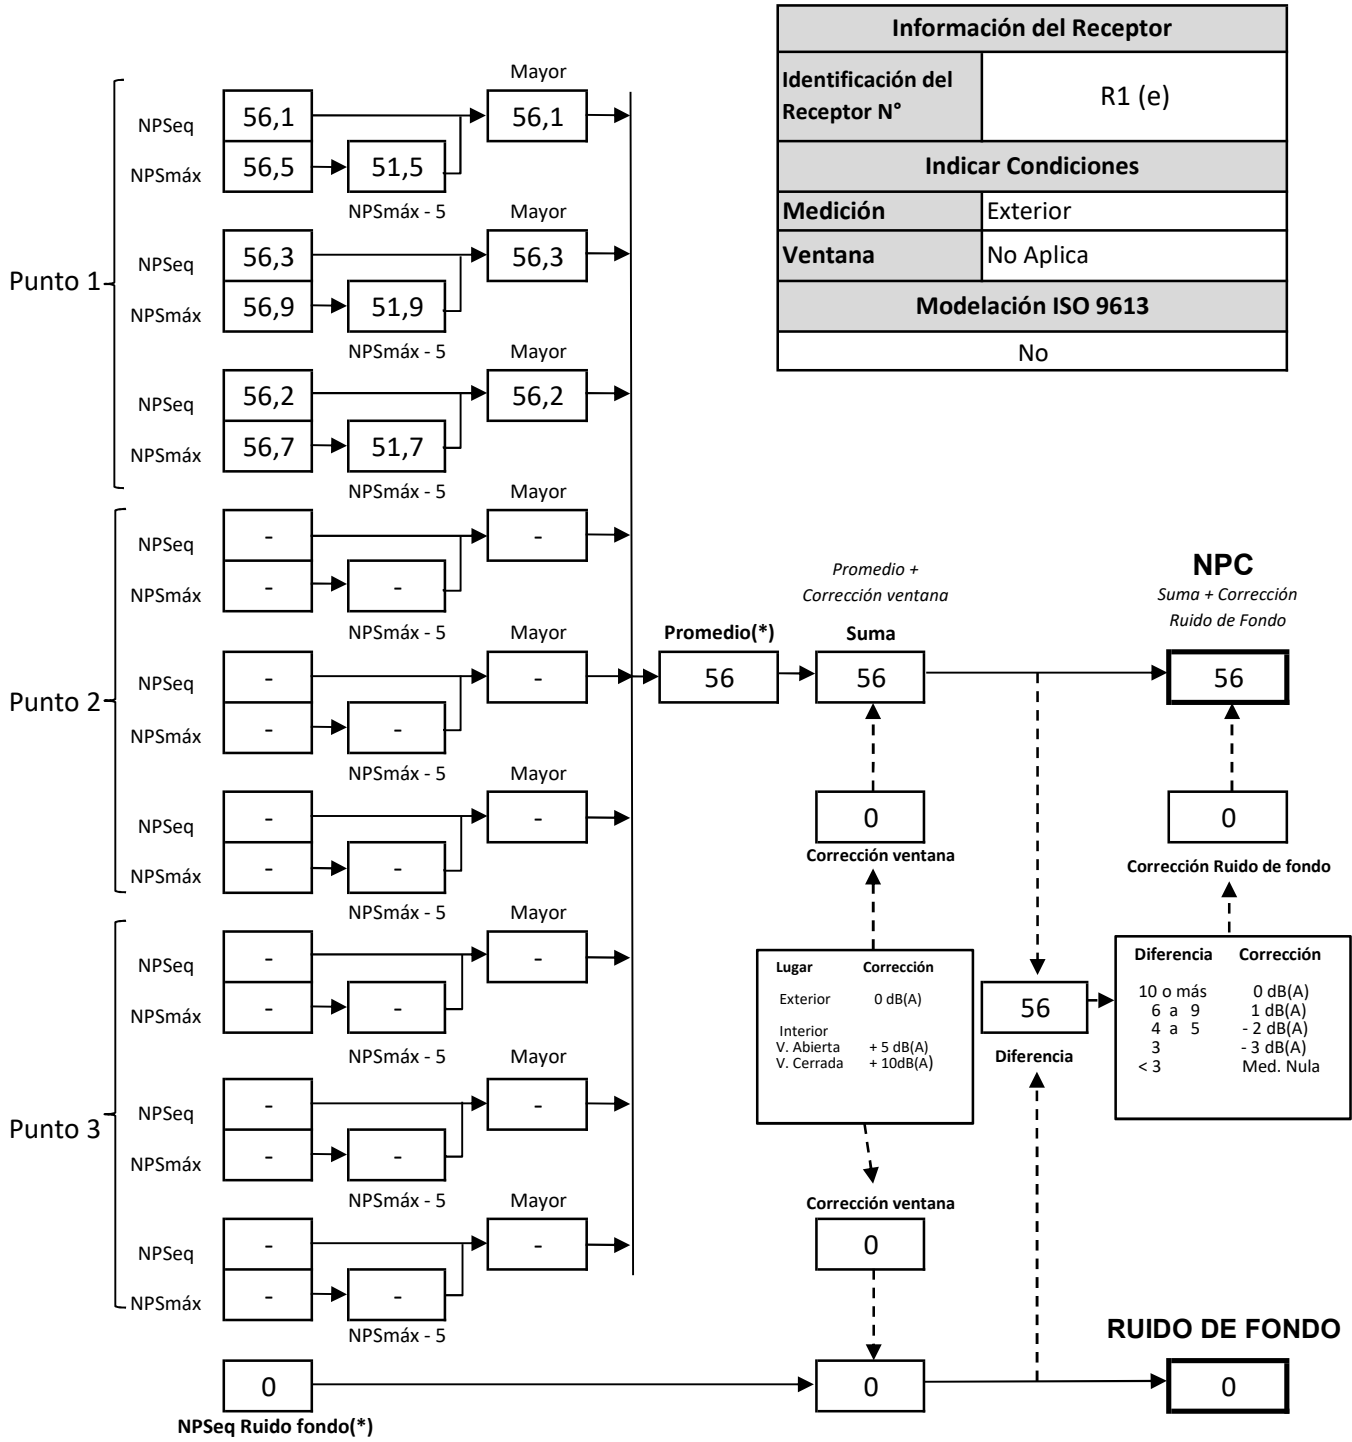 Información del Receptor
Identificación del
Receptor N°
R1 (e)
Indicar Condiciones
Medición
Exterior
Ventana
No Aplica
Modelación ISO 9613
No
Punto 1
Mayor
NPSeq
56,1
56,1
NPSmáx
56,5
51,5
NPSmáx - 5
Mayor
NPSeq
56,3
56,3
NPSmáx
56,9
51,9
NPSmáx - 5
Mayor
NPSeq
56,2
56,2
NPSmáx
56,7
51,7
NPSmáx - 5
Punto 2
Mayor
NPSeq
-
-
NPSmáx
-
-
NPSmáx - 5
Mayor
NPSeq
-
-
NPSmáx
-
-
NPSmáx - 5
Mayor
NPSeq
-
-
NPSmáx
-
-
NPSmáx - 5
Punto 3
Mayor
NPSeq
-
-
NPSmáx
-
-
NPSmáx - 5
Mayor
NPSeq
-
-
NPSmáx
-
-
NPSmáx - 5
Mayor
NPSeq
-
-
NPSmáx
-
-
NPSmáx - 5
0
NPSeq Ruido fondo(*)
Promedio(*)
56
Promedio +
Corrección ventana
Suma
56
0
Corrección ventana
Lugar Corrección
Exterior 0 dB(A)
Interior
V. Abierta + 5 dB(A)
V. Cerrada + 10dB(A)
Corrección ventana
0
0
56
Diferencia
NPC
Suma + Corrección
Ruido de Fondo
56
0
Corrección Ruido de fondo
Diferencia Corrección
10 o más 0 dB(A)
6 a 9 1 dB(A)
4 a 5 - 2 dB(A)
3 - 3 dB(A)
< 3 Med. Nula
RUIDO DE FONDO
0